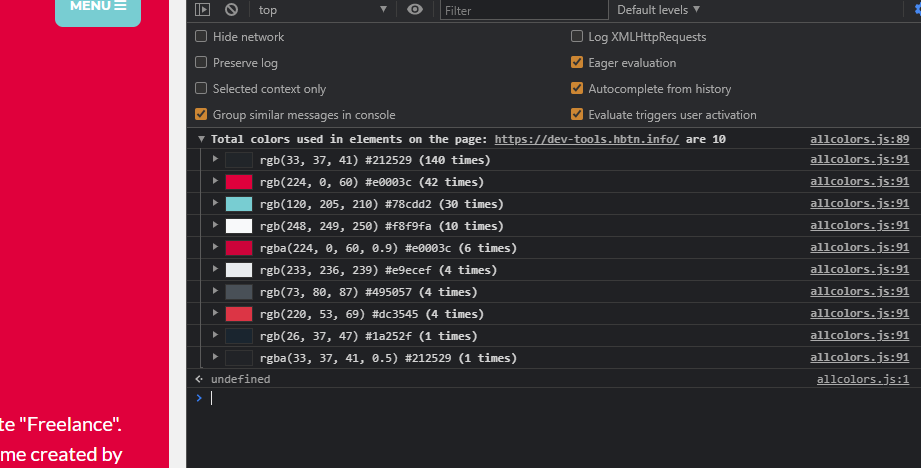 MENU
top
Filter
Default levels
Hide network
Log XMLHttpRequests
Preserve log
Eager evaluation
Selected context only
Autocomplete from history
Group similar messages in console
Evaluate triggers user activation
Total colors used in elements on the page: https://dev-tools.hbtn.info/ are 10 allcolors.js:89
rgb(33, 37, 41) #212529 (140 times) allcolors.js:91
rgb(224, 0, 60) #e0003c (42 times) allcolors.js:91
rgb(120, 205, 210) #78cdd2 (30 times) allcolors.js:91
rgb(248, 249, 250) #f8f9fa (10 times) allcolors.js:91
rgba(224, 0, 60, 0.9) #e0003c (6 times) allcolors.js:91
rgb(233, 236, 239) #e9ecef (4 times) allcolors.js:91
rgb(73, 80, 87) #495057 (4 times) allcolors.js:91
rgb(220, 53, 69) #dc3545 (4 times) allcolors.js:91
rgb(26, 37, 47) #1a252f (1 times) allcolors.js:91
rgba(33, 37, 41, 0.5) #212529 (1 times) allcolors.js:91
undefined allcolors.js:1
te "Freelance".
me created by